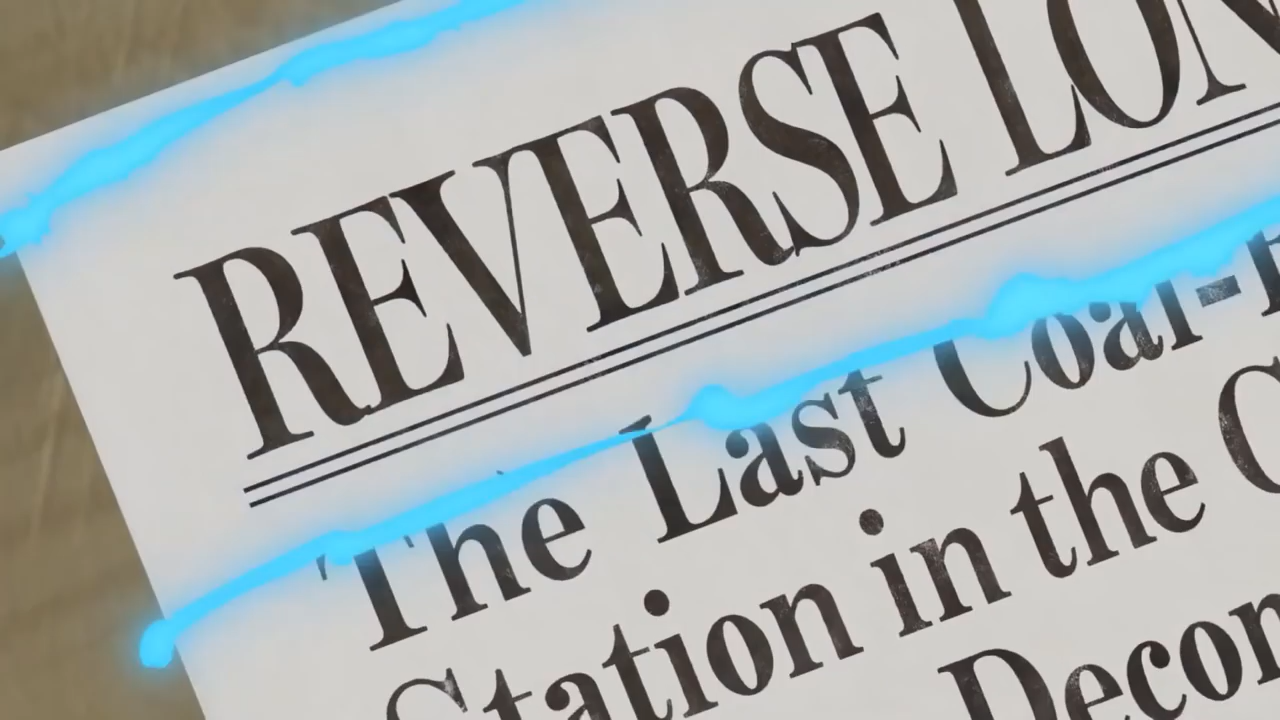 REVERSE LON
The Last Coal-
Station in the
Decon